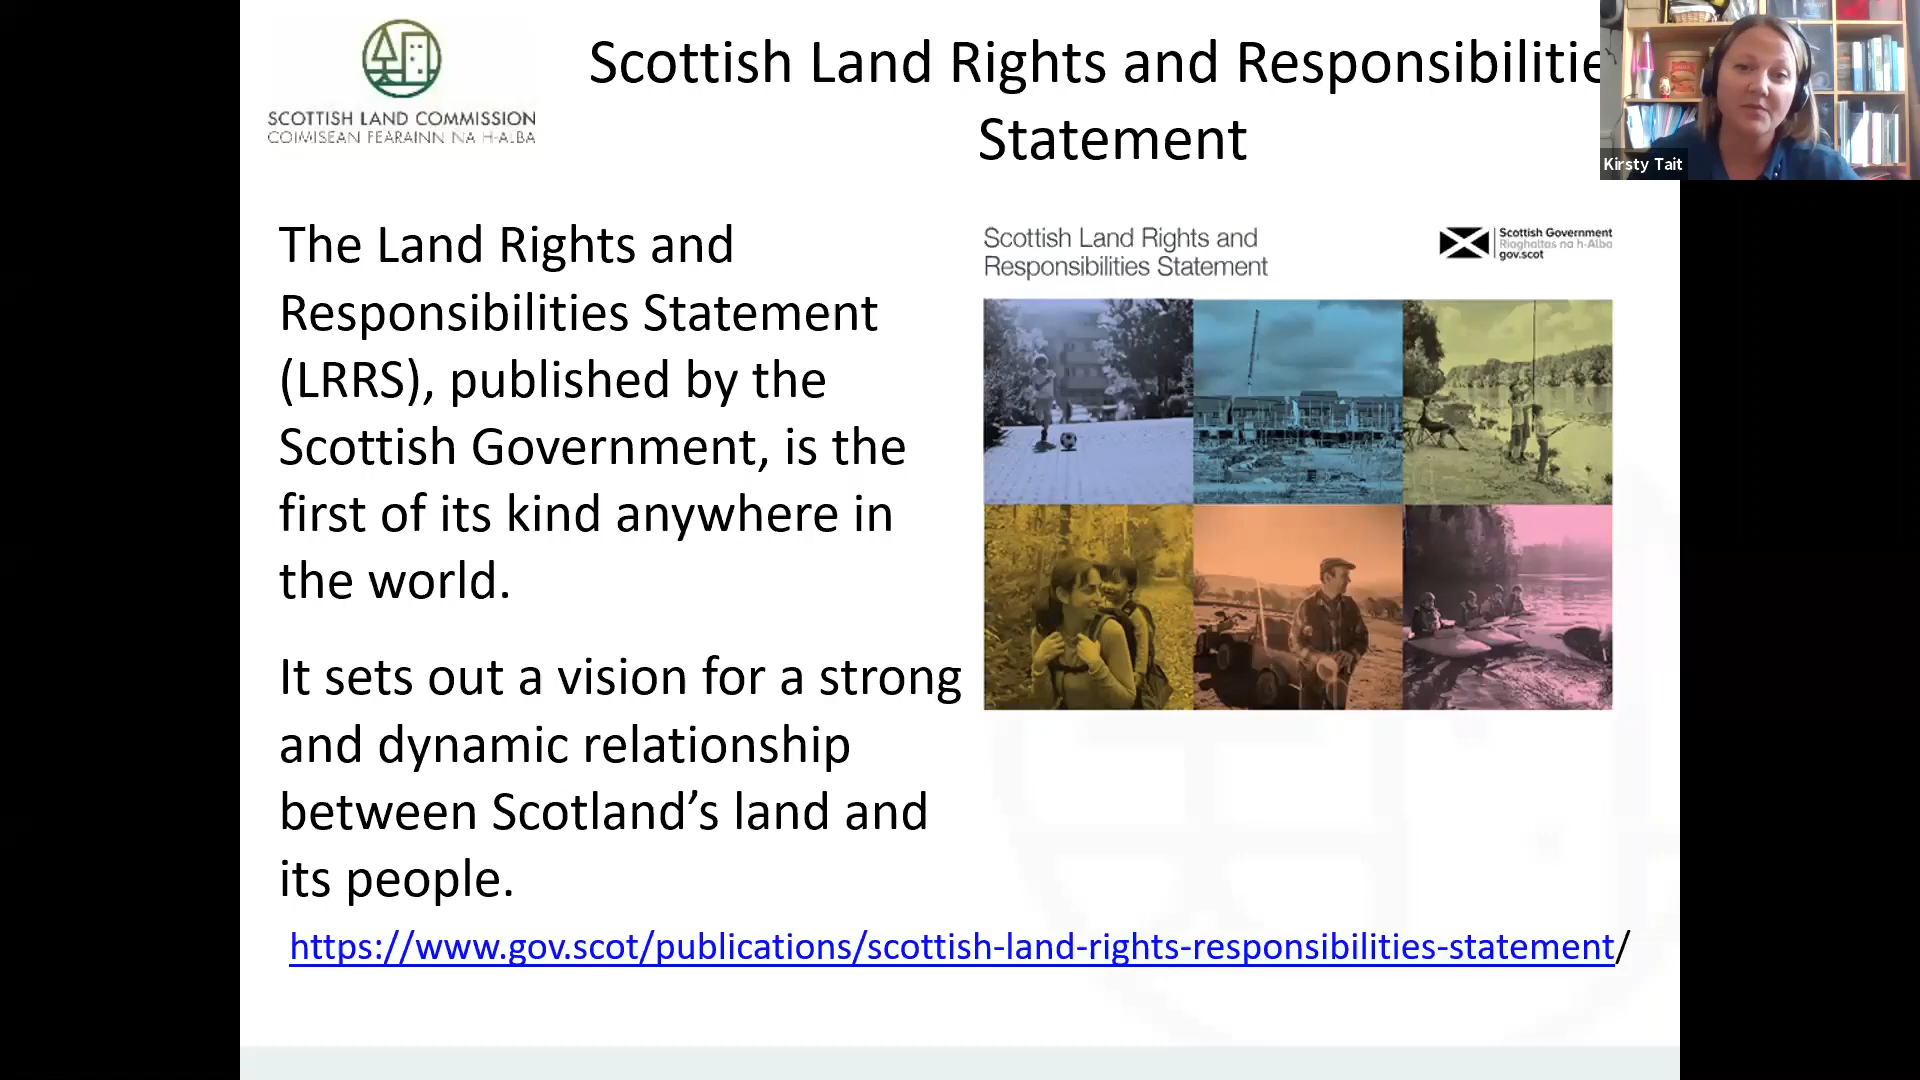 SCOTTISH LAND COMMISSION
COIMISEAN FEARAINN NA H-ALBA
Scottish Land Rights and Responsibilitie
Statement
Kirsty Tait
The Land Rights and
Responsibilities Statement
(LRRS), published by the
Scottish Government, is the
first of its kind anywhere in
the world.
It sets out a vision for a strong
and dynamic relationship
between Scotland’s land and
its people.
Scottish Land Rights and
Responsibilities Statement
Scottish Government
Riaghaltas na h-Alba
gov.scot
https://www.gov.scot/publications/scottish-land-rights-responsibilities-statement/